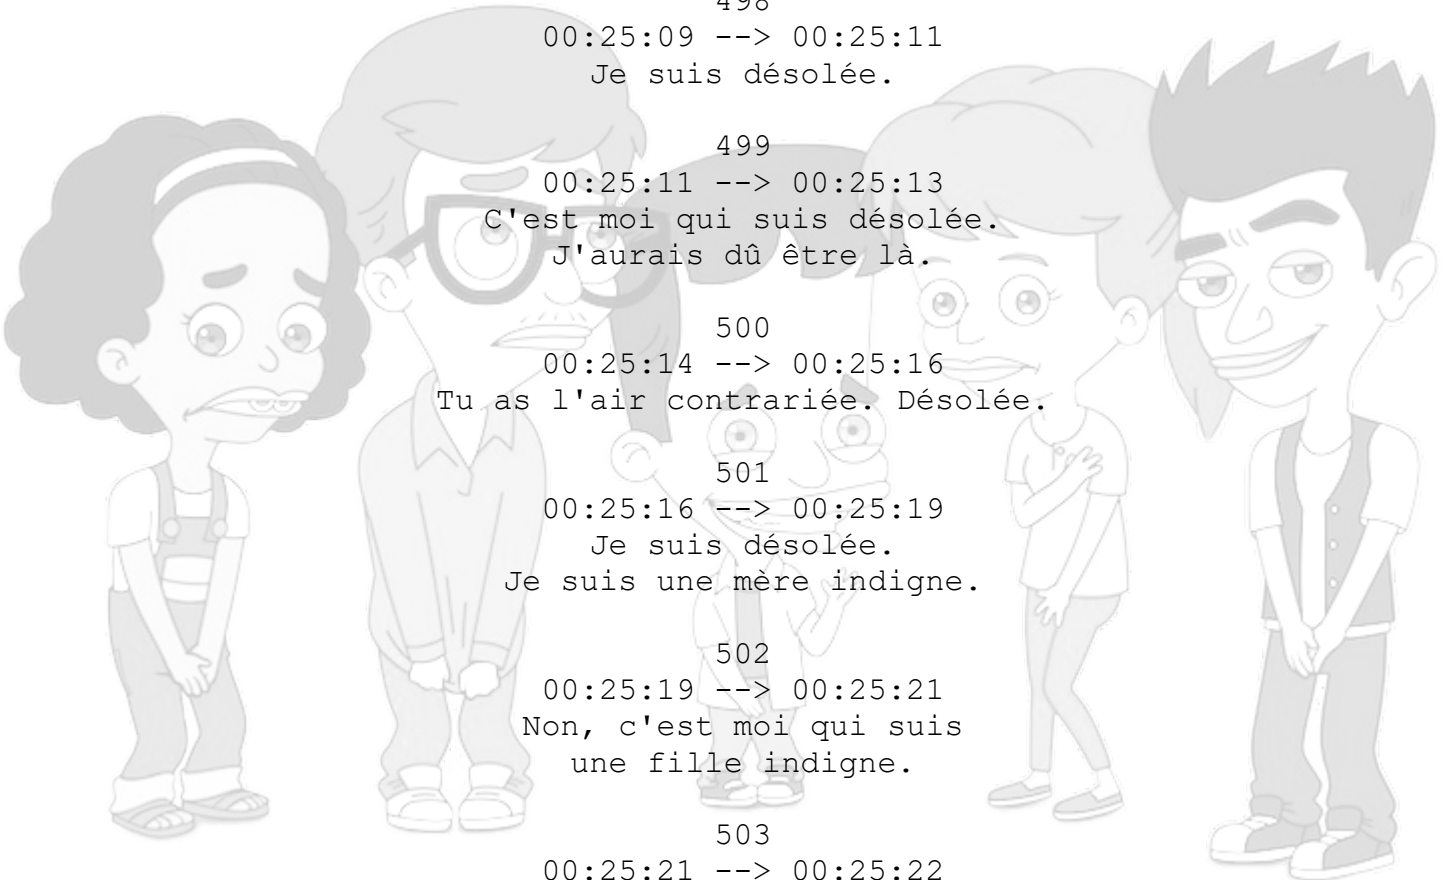 498
00:25:09 --> 00:25:11
Je suis désolée.
499
00:25:11 --> 00:25:13
C'est moi qui suis désolée.
J'aurais dû être là.
500
00:25:14 --> 00:25:16
Tu as l'air contrariée. Désolée.
501
00:25:16 --> 00:25:19
Je suis désolée.
Je suis une mère indigne.
502
00:25:19 --> 00:25:21
Non, c'est moi qui suis
une fille indigne.
503
00:25:21 --> 00:25:22